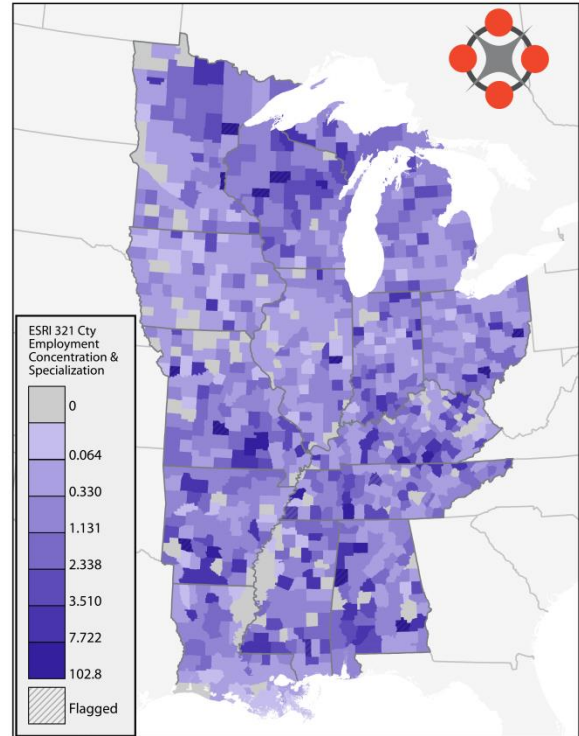 ESRI 321 Cty
Employment
Concentration &
Specialization
0
0.064
0.330
1.131
2.338
3.510
7.722
102.8
Flagged